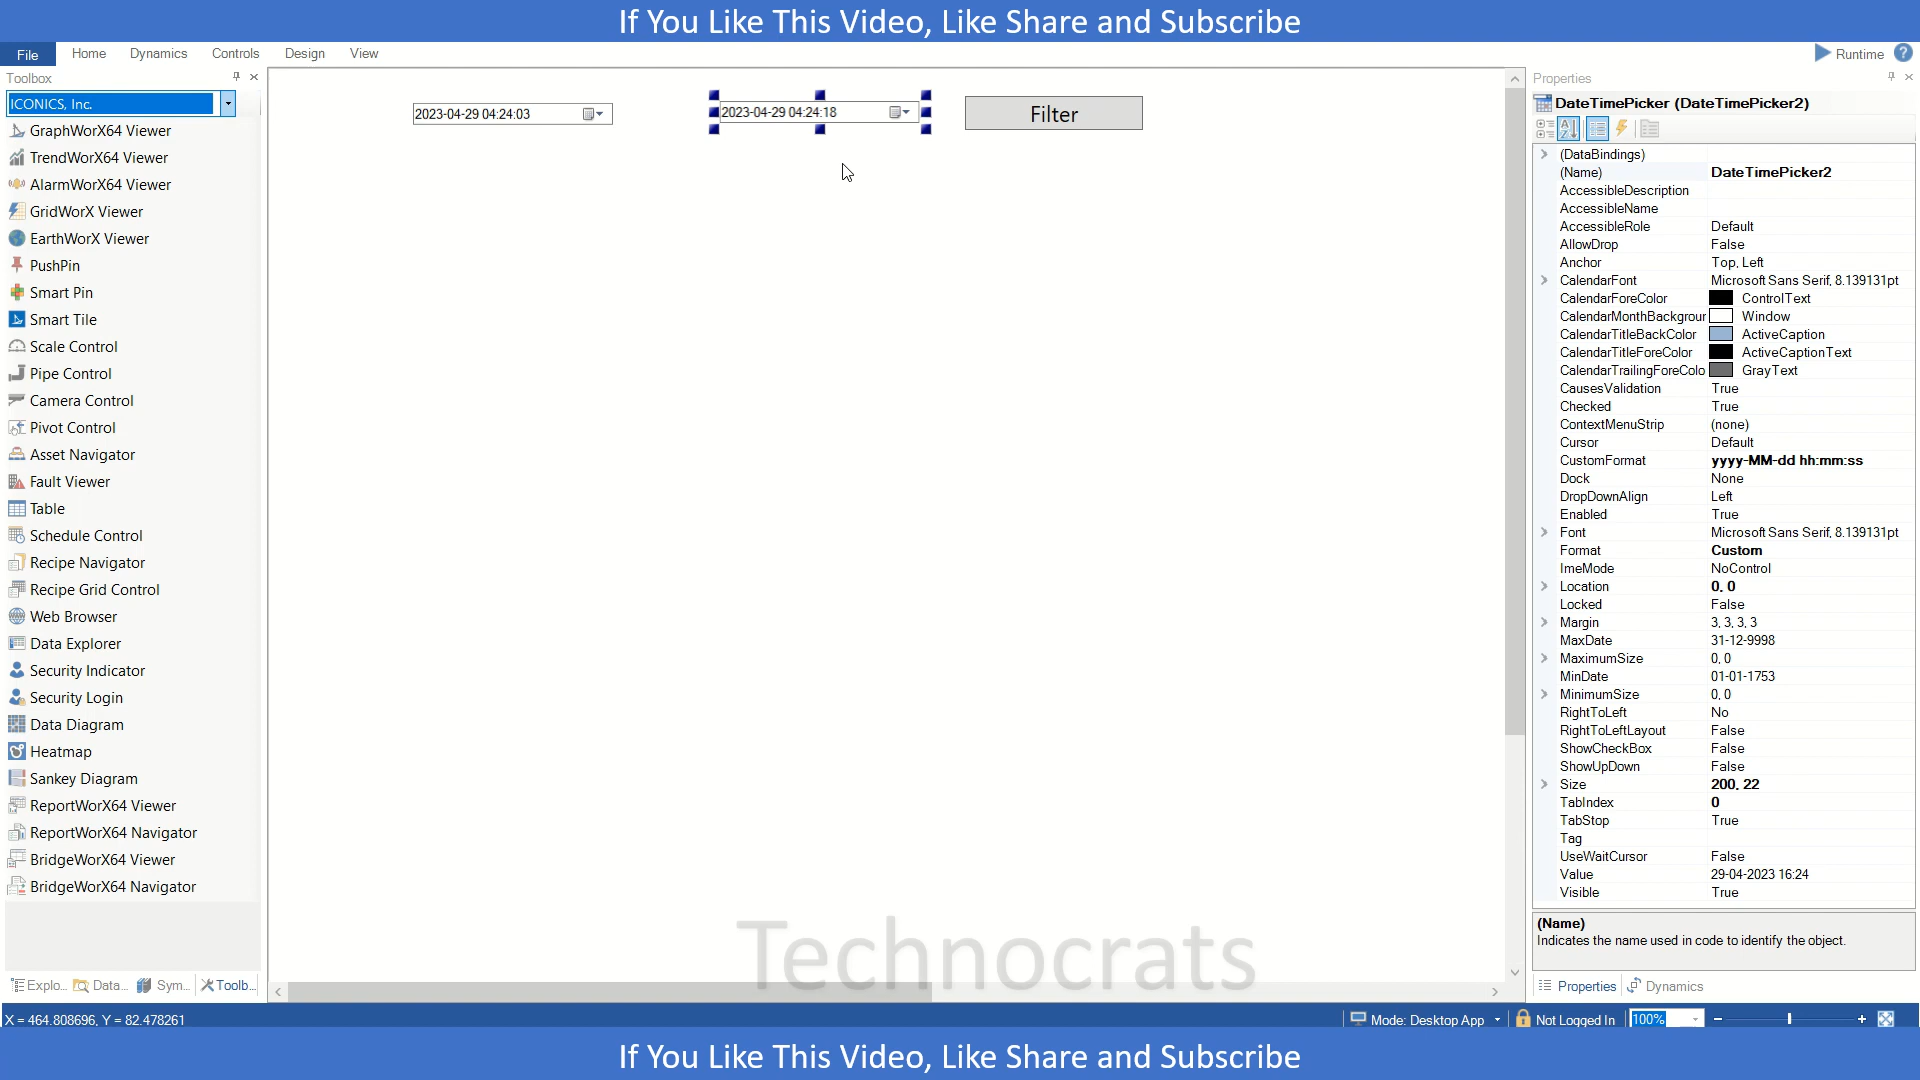 If You Like This Video, Like Share and Subscribe
File Home Dynamics Controls Design View Runtime ?
Toolbox
ICONICS, Inc.
GraphWorX64 Viewer
TrendWorX64 Viewer
AlarmWorX64 Viewer
GridWorX Viewer
EarthWorX Viewer
PushPin
Smart Pin
Smart Tile
Scale Control
Pipe Control
Camera Control
Pivot Control
Asset Navigator
Fault Viewer
Table
Schedule Control
Recipe Navigator
Recipe Grid Control
Web Browser
Data Explorer
Security Indicator
Security Login
Data Diagram
Heatmap
Sankey Diagram
ReportWorX64 Viewer
ReportWorX64 Navigator
BridgeWorX64 Viewer
BridgeWorX64 Navigator
Explo... Data... Sym... Toolb...
2023-04-29 04:24:03 2023-04-29 04:24:18 Filter
Technocrats
Properties
DateTimePicker (DateTimePicker2)
(DataBindings)
(Name) DateTimePicker2
AccessibleDescription
AccessibleName
AccessibleRole Default
AllowDrop False
Anchor Top, Left
CalendarFont Microsoft Sans Serif, 8.139131pt
CalendarForeColor ControlText
CalendarMonthBackgrour Window
CalendarTitleBackColor ActiveCaption
CalendarTitleForeColor ActiveCaptionText
CalendarTrailingForeColo GrayText
CausesValidation True
Checked True
ContextMenuStrip (none)
Cursor Default
CustomFormat yyyy-MM-dd hh:mm:ss
Dock None
DropDownAlign Left
Enabled True
Font Microsoft Sans Serif, 8.139131pt
Format Custom
ImeMode NoControl
Location 0, 0
Locked False
Margin 3, 3, 3, 3
MaxDate 31-12-9998
MaximumSize 0, 0
MinDate 01-01-1753
MinimumSize 0, 0
RightToLeft No
RightToLeftLayout False
ShowCheckBox False
ShowUpDown False
Size 200, 22
TabIndex 0
TabStop True
Tag
UseWaitCursor False
Value 29-04-2023 16:24
Visible True
(Name)
Indicates the name used in code to identify the object.
Properties Dynamics
X = 464.808696, Y = 82.478261 Mode: Desktop App Not Logged In 100%
If You Like This Video, Like Share and Subscribe